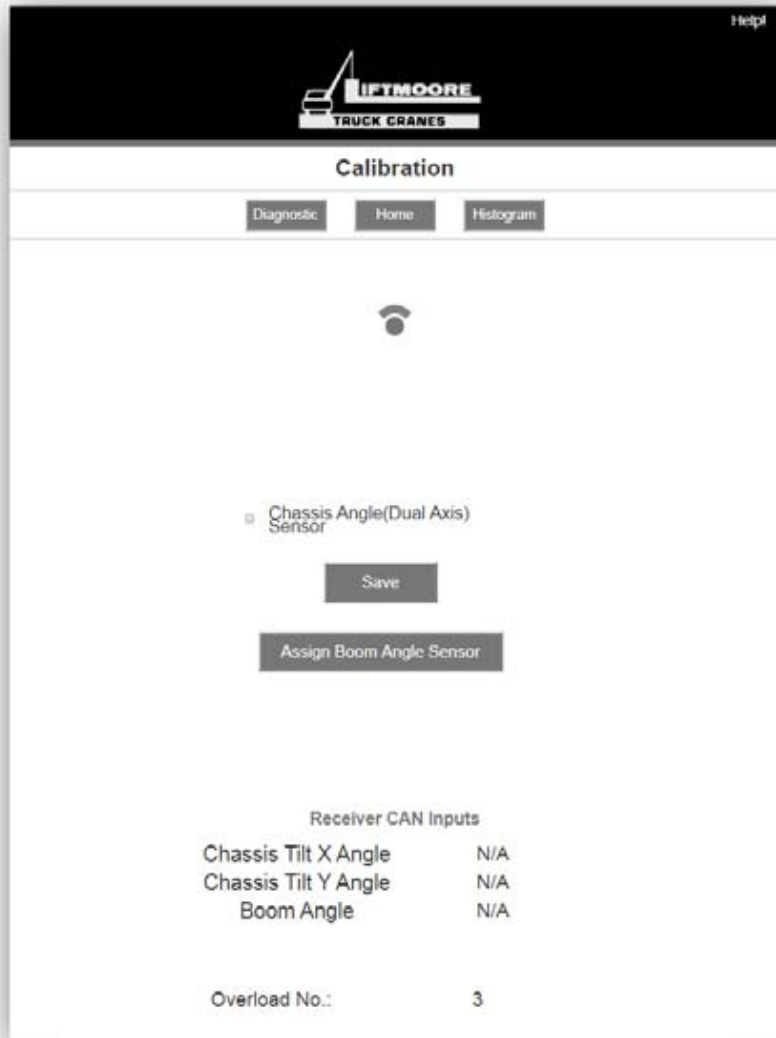 Help!
LIFTMOORE
TRUCK CRANES
Calibration
Diagnostic Home Histogram
Chassis Angle(Dual Axis)
Sensor
Save
Assign Boom Angle Sensor
Receiver CAN Inputs
Chassis Tilt X Angle N/A
Chassis Tilt Y Angle N/A
Boom Angle N/A
Overload No.: 3